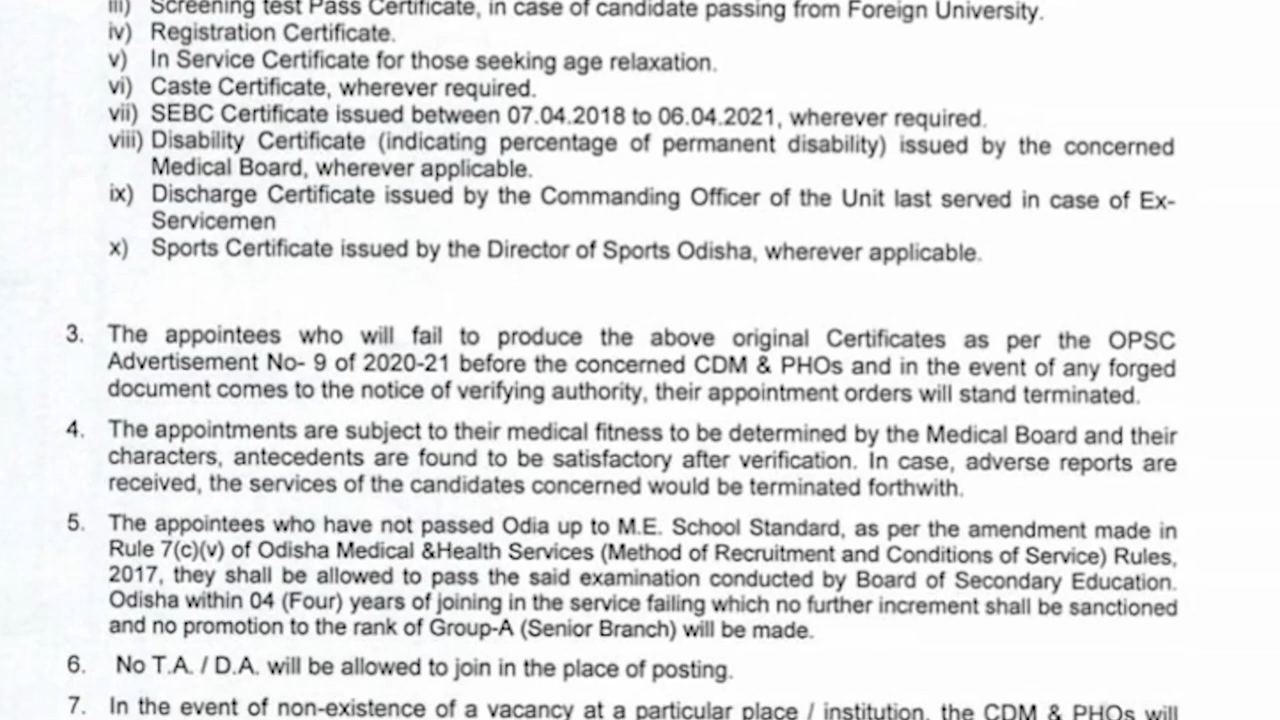 iii) Screening test Pass Certificate, in case of candidate passing from Foreign University.
iv) Registration Certificate.
v) In Service Certificate for those seeking age relaxation.
vi) Caste Certificate, wherever required.
vii) SEBC Certificate issued between 07.04.2018 to 06.04.2021, wherever required.
viii) Disability Certificate (indicating percentage of permanent disability) issued by the concerned
Medical Board, wherever applicable.
ix) Discharge Certificate issued by the Commanding Officer of the Unit last served in case of Ex-
Servicemen
x) Sports Certificate issued by the Director of Sports Odisha, wherever applicable.
3. The appointees who will fail to produce the above original Certificates as per the OPSC
Advertisement No- 9 of 2020-21 before the concerned CDM & PHOs and in the event of any forged
document comes to the notice of verifying authority, their appointment orders will stand terminated.
4. The appointments are subject to their medical fitness to be determined by the Medical Board and their
characters, antecedents are found to be satisfactory after verification. In case, adverse reports are
received, the services of the candidates concerned would be terminated forthwith.
5. The appointees who have not passed Odia up to M.E. School Standard, as per the amendment made in
Rule 7(c)(v) of Odisha Medical &Health Services (Method of Recruitment and Conditions of Service) Rules,
2017, they shall be allowed to pass the said examination conducted by Board of Secondary Education.
Odisha within 04 (Four) years of joining in the service failing which no further increment shall be sanctioned
and no promotion to the rank of Group-A (Senior Branch) will be made.
6. No T.A. / D.A. will be allowed to join in the place of posting.
7. In the event of non-existence of a vacancy at a particular place / institution, the CDM & PHOs will